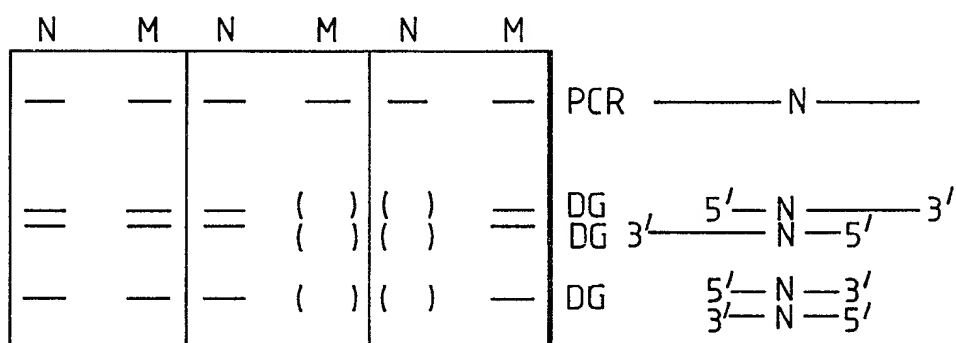 N M N M N M
PCR N
( ) ( ) DG 5' N 3'
( ) ( ) DG 3' N 5'
( ) ( ) DG 5' N 3'
3' N 5'